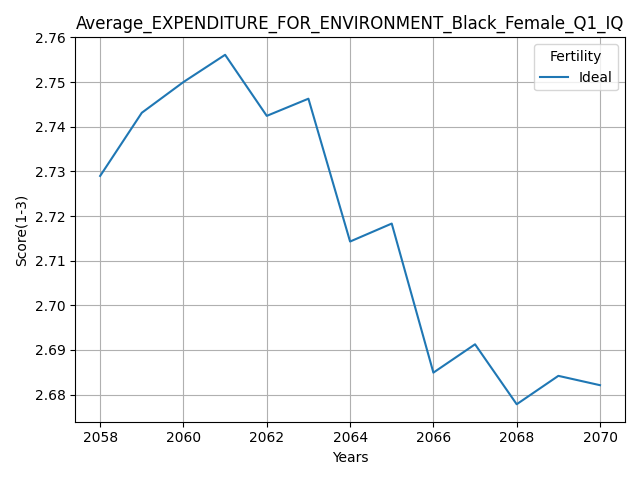 Average_EXPENDITURE_FOR_ENVIRONMENT_Black_Female_Q1_IQ
Fertility
Ideal
Score(1-3)
2.76
2.75
2.74
2.73
2.72
2.71
2.70
2.69
2.68
2058 2060 2062 2064 2066 2068 2070
Years